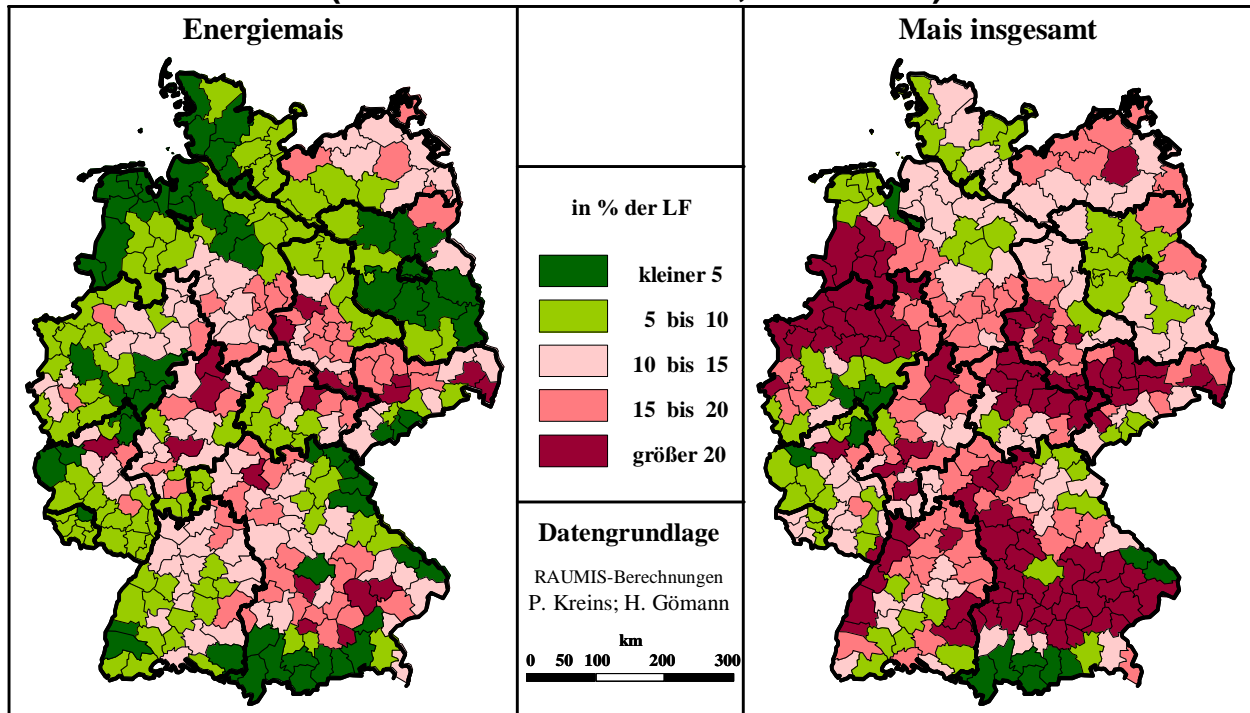 Energiemais
Mais insgesamt
in % der LF
kleiner 5
5 bis 10
10 bis 15
15 bis 20
größer 20
Datengrundlage
RAUMIS-Berechnungen
P. Kreins; H. Gömann
km
0 50 100 200 300